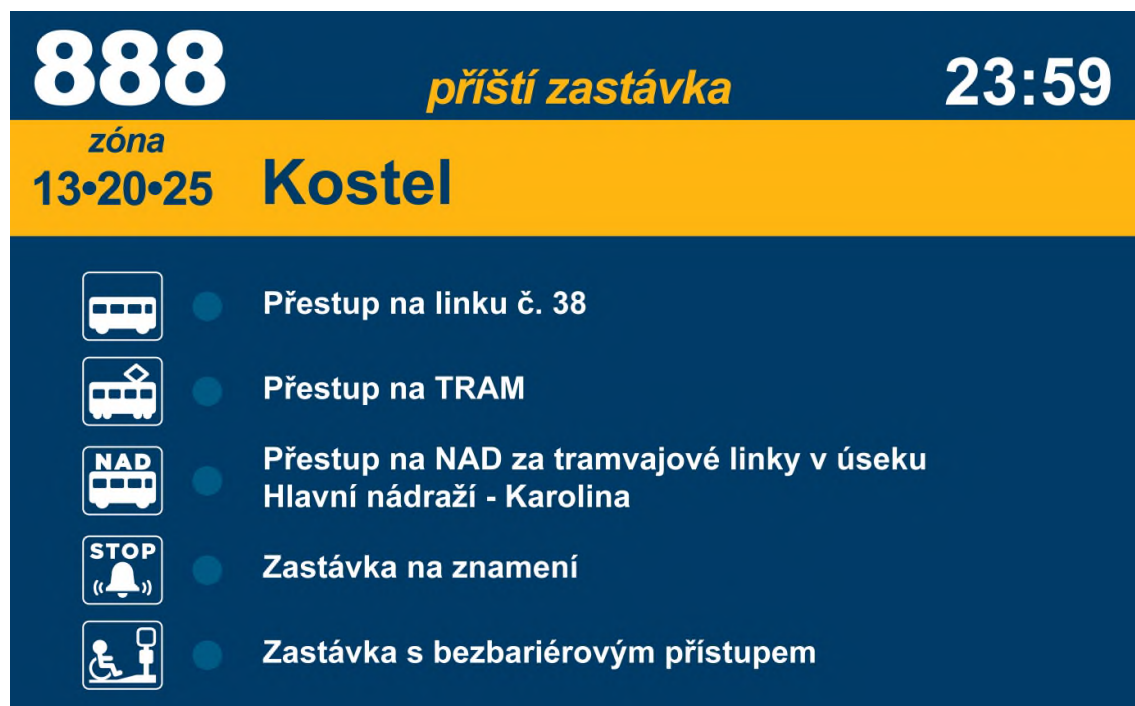 888
příští zastávka
23:59
zóna
13•20•25
Kostel
Přestup na linku č. 38
Přestup na TRAM
NAD
Přestup na NAD za tramvajové linky v úseku
Hlavní nádraží - Karolina
STOP
Zastávka na znamení
Zastávka s bezbariérovým přístupem